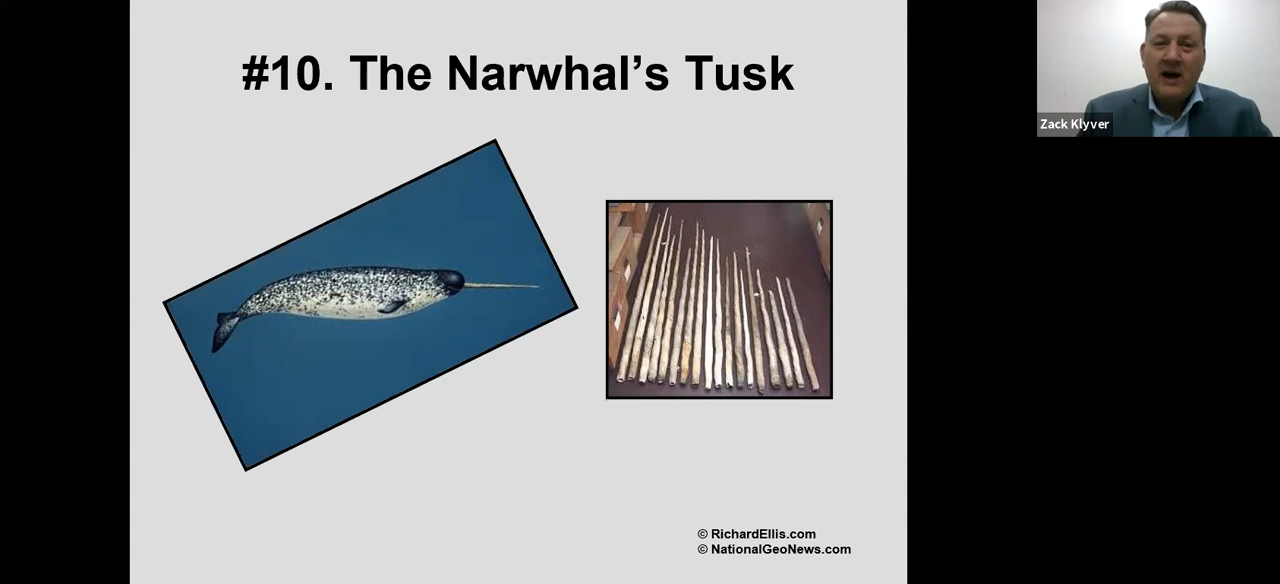 #10. The Narwhal’s Tusk
Zack Klyver
© RichardEllis.com
© NationalGeoNews.com